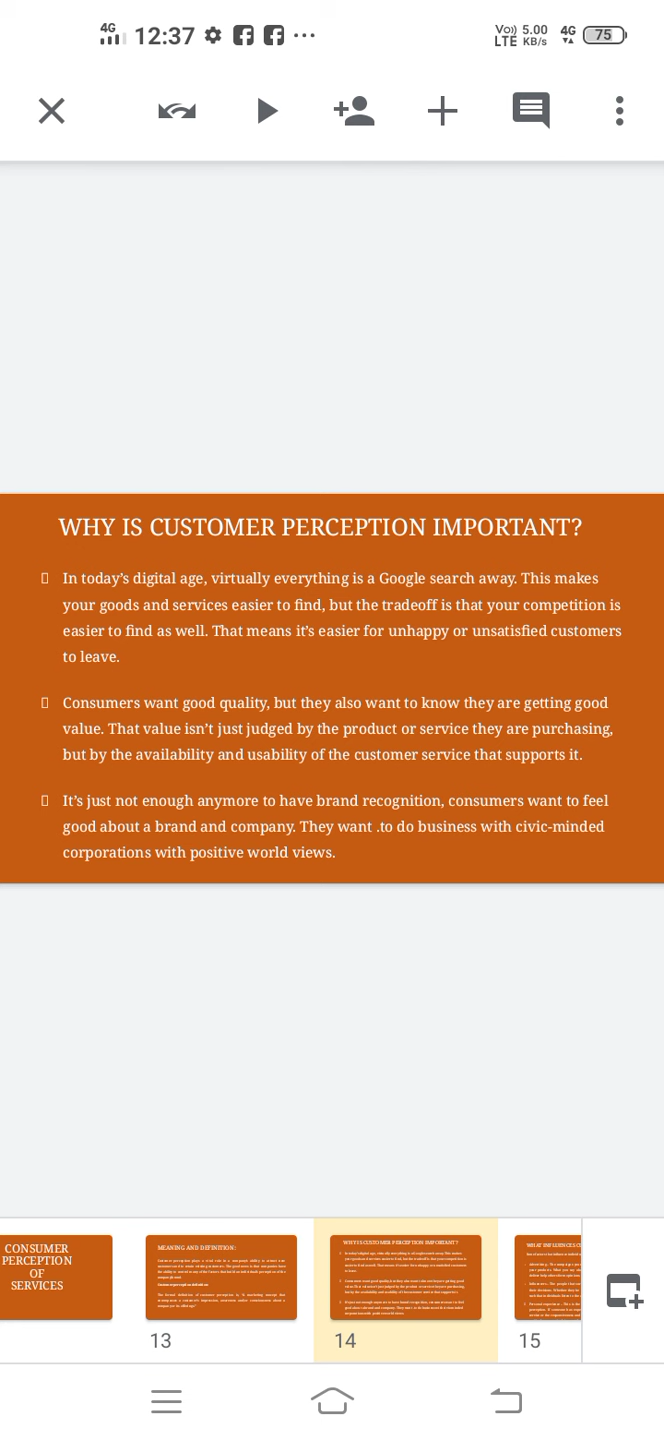 4G 12:37 ... Vo)) LTE 5.00 KB/s 4G 75
WHY IS CUSTOMER PERCEPTION IMPORTANT?
In today's digital age, virtually everything is a Google search away. This makes
your goods and services easier to find, but the tradeoff is that your competition is
easier to find as well. That means it's easier for unhappy or unsatisfied customers
to leave.
Consumers want good quality, but they also want to know they are getting good
value. That value isn't just judged by the product or service they are purchasing,
but by the availability and usability of the customer service that supports it.
It's just not enough anymore to have brand recognition, consumers want to feel
good about a brand and company. They want .to do business with civic-minded
corporations with positive world views.
CONSUMER
PERCEPTION
OF
SERVICES
MEANING AND DEFINITION:
WHY IS CUSTOMER PERCEPTION IMPORTANT?
WHAT INFLUENCES C
13
14
15